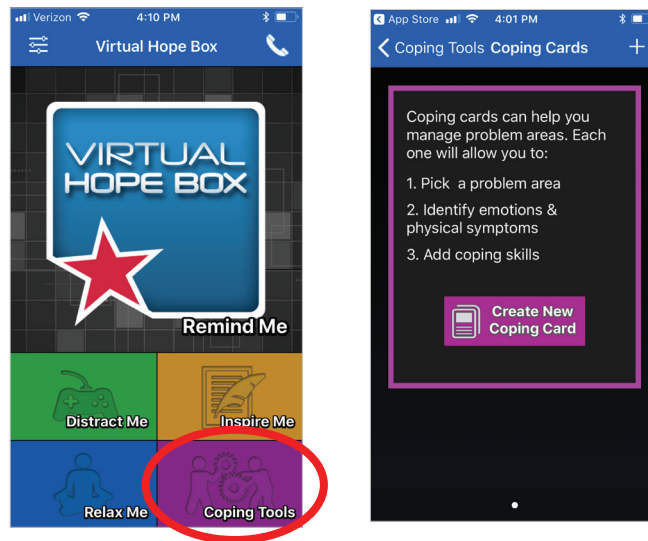 Verizon 4:10 PM
Virtual Hope Box
VIRTUAL
HOPE BOX
Remind Me
Distract Me
Inspire Me
Relax Me
Coping Tools
App Store 4:01 PM
Coping Tools Coping Cards +
Coping cards can help you
manage problem areas. Each
one will allow you to:
1. Pick a problem area
2. Identify emotions &
physical symptoms
3. Add coping skills
Create New
Coping Card